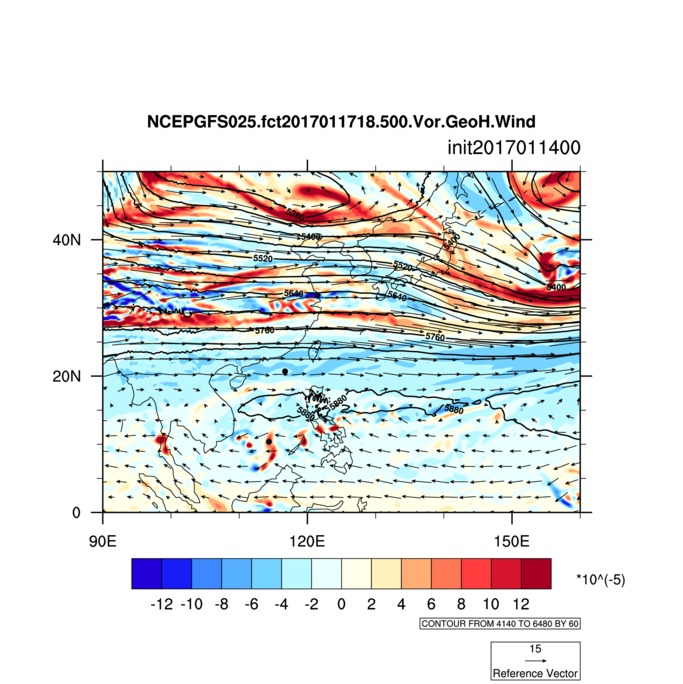 NCEPGFS025.fct2017011718.500.Vor.GeoH.Wind
init2017011400
40N
20N
0
90E 120E 150E
5400
5520
5520
5640
5640
5760
5760
5400
5400
5880
5880
5880
-12 -10 -8 -6 -4 -2 0 2 4 6 8 10 12
*10^(-5)
CONTOUR FROM 4140 TO 6480 BY 60
15
Reference Vector